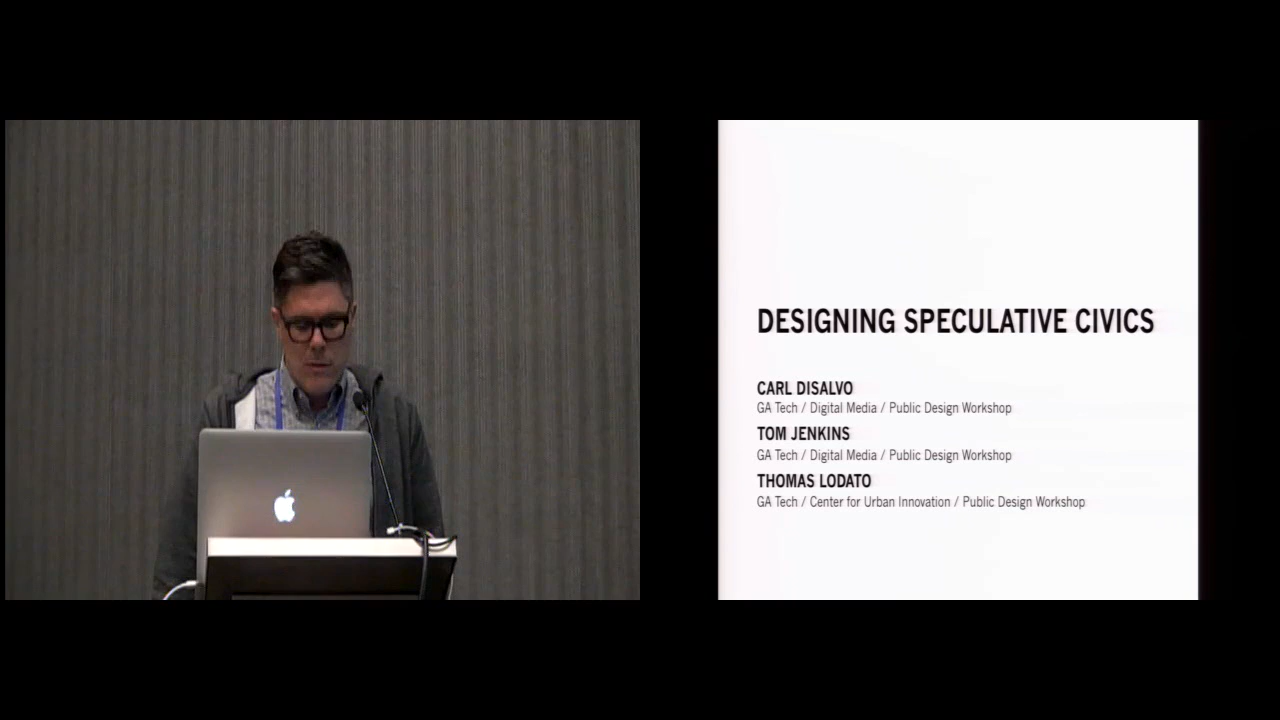 DESIGNING SPECULATIVE CIVICS
CARL DISALVO
GA Tech / Digital Media / Public Design Workshop
TOM JENKINS
GA Tech / Digital Media / Public Design Workshop
THOMAS LODATO
GA Tech / Center for Urban Innovation / Public Design Workshop